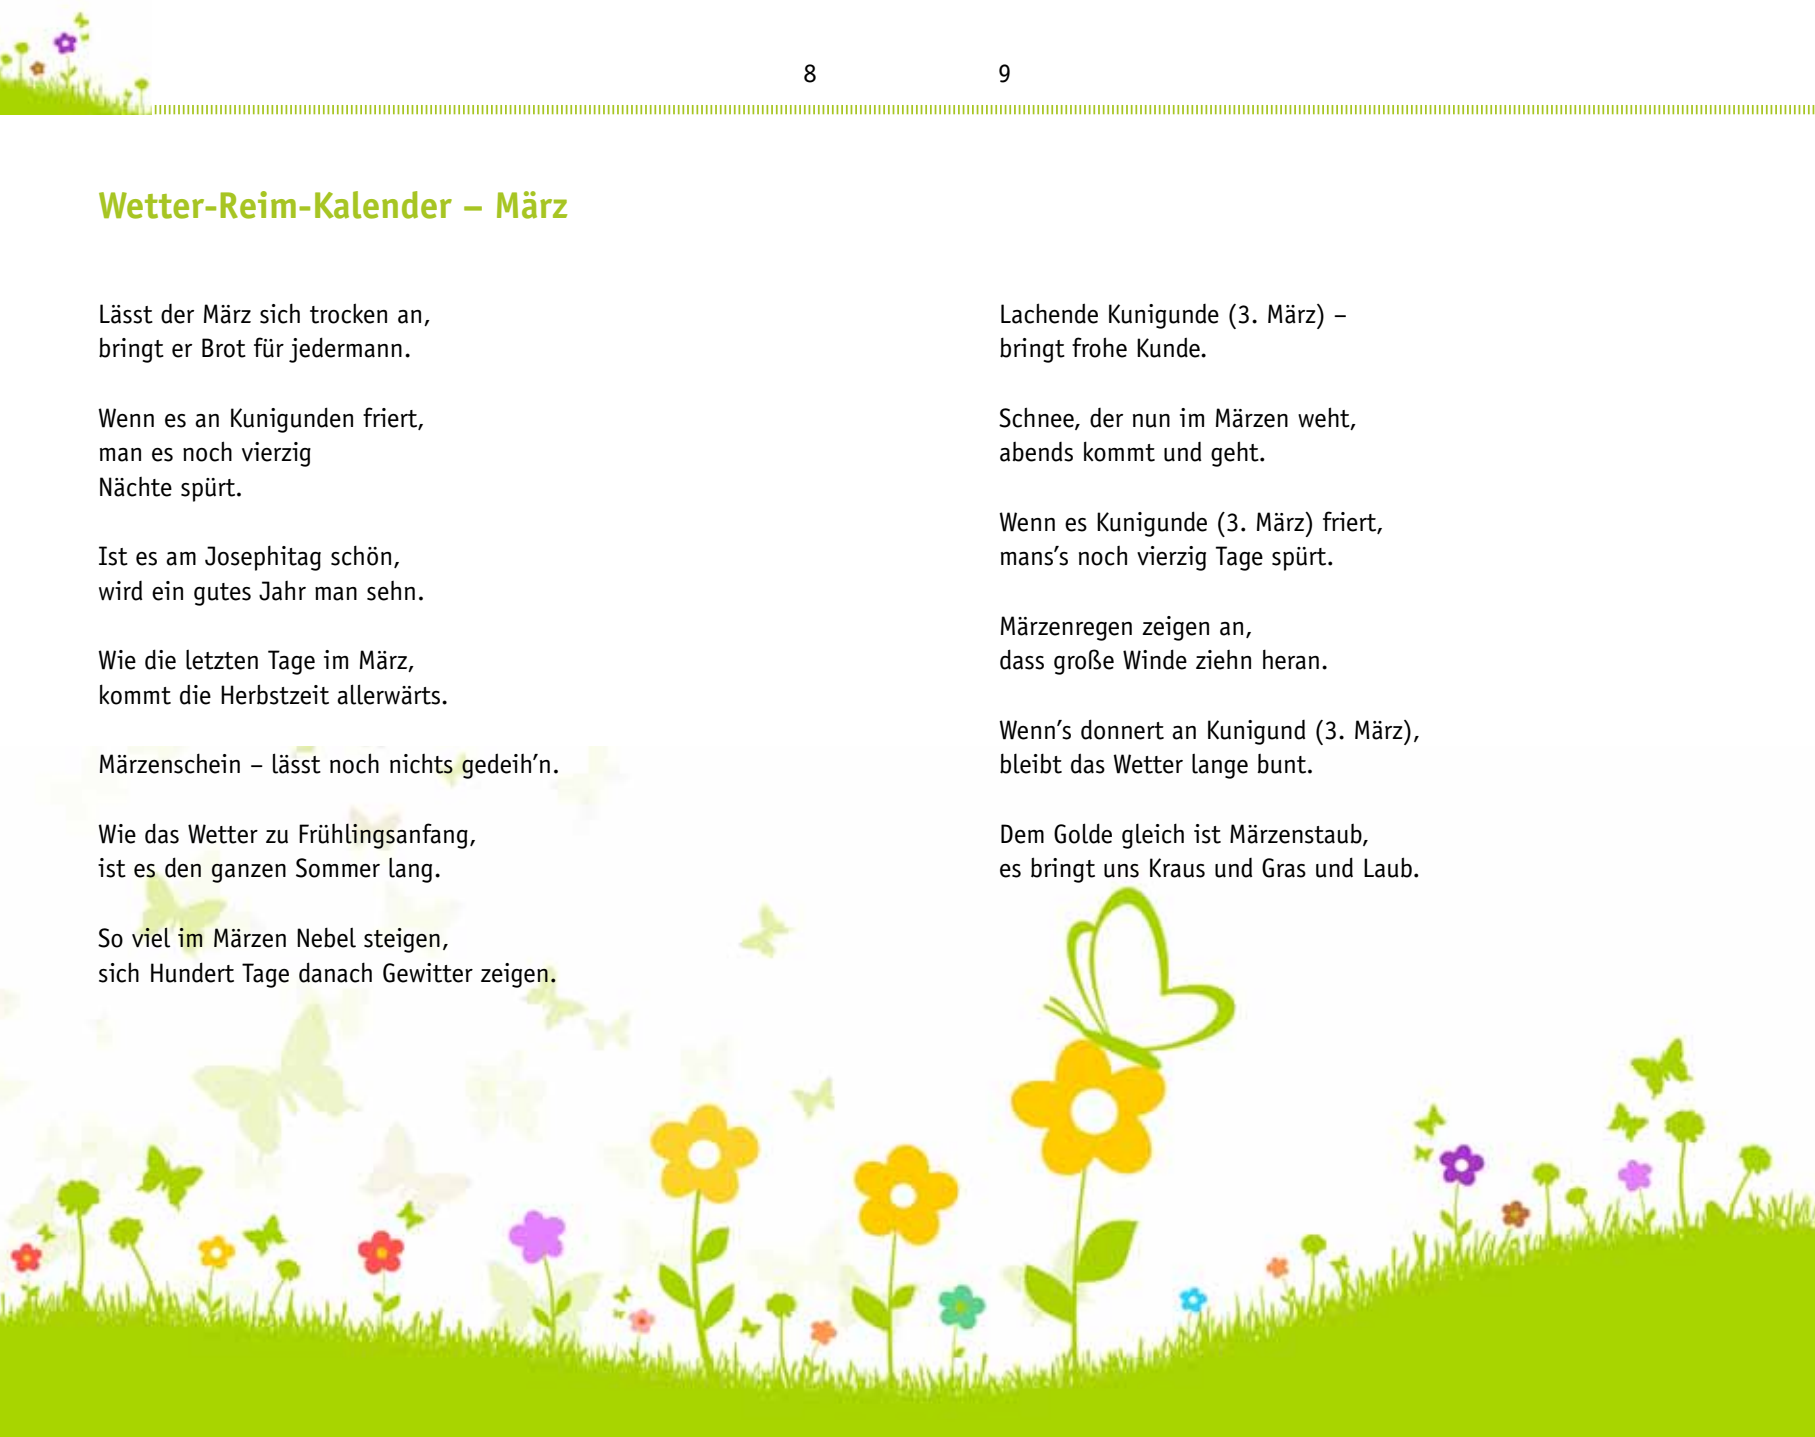 8
9
Wetter-Reim-Kalender – März
Lässt der März sich trocken an,
bringt er Brot für jedermann.
Wenn es an Kunigunden friert,
man es noch vierzig
Nächte spürt.
Ist es am Josephitag schön,
wird ein gutes Jahr man sehn.
Wie die letzten Tage im März,
kommt die Herbstzeit allerwärts.
Märzenschein – lässt noch nichts gedeih’n.
Wie das Wetter zu Frühlingsanfang,
ist es den ganzen Sommer lang.
So viel im Märzen Nebel steigen,
sich Hundert Tage danach Gewitter zeigen.
Lachende Kunigunde (3. März) –
bringt frohe Kunde.
Schnee, der nun im Märzen weht,
abends kommt und geht.
Wenn es Kunigunde (3. März) friert,
mans’s noch vierzig Tage spürt.
Märzenregen zeigen an,
dass große Winde ziehn heran.
Wenn’s donnert an Kunigund (3. März),
bleibt das Wetter lange bunt.
Dem Golde gleich ist Märzenstaub,
es bringt uns Kraus und Gras und Laub.